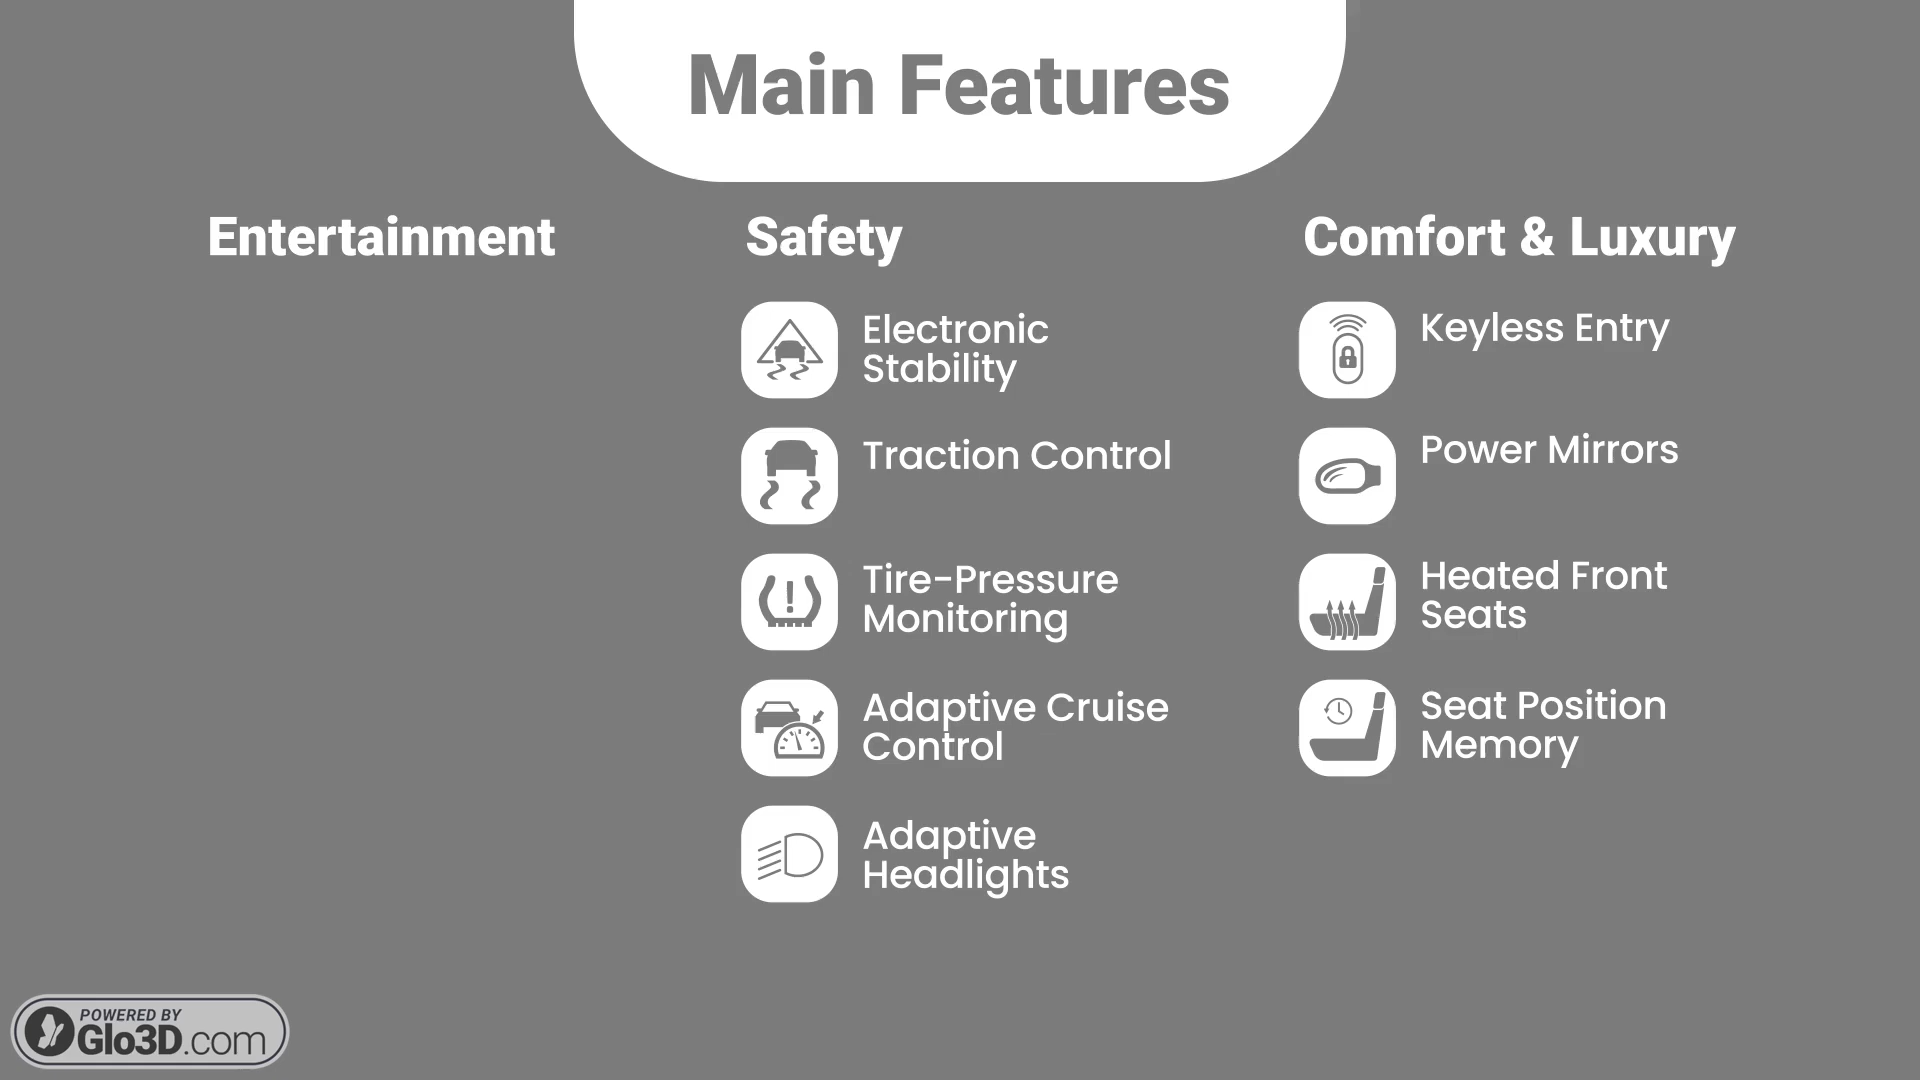 Main Features
Entertainment
Safety
Electronic
Stability
Traction Control
Tire-Pressure
Monitoring
Adaptive Cruise
Control
Adaptive
Headlights
Comfort & Luxury
Keyless Entry
Power Mirrors
Heated Front
Seats
Seat Position
Memory
POWERED BY
Glo3D.com